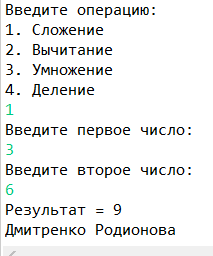 Введите операцию:
1. Сложение
2. Вычитание
3. Умножение
4. Деление
1
Введите первое число:
3
Введите второе число:
6
Результат = 9
Дмитренко Родионова